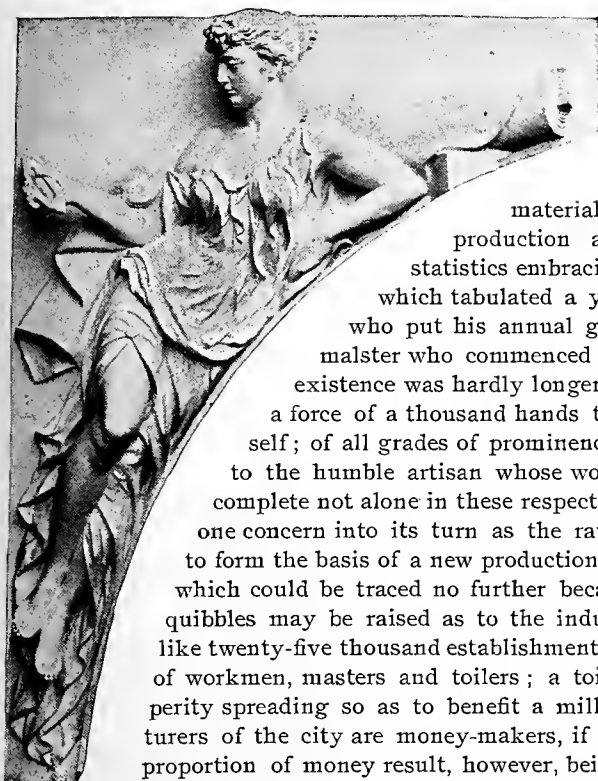 material
production a
statistics embraci
which tabulated a y
who put his annual g
malster who commenced
existence was hardly longer
a force of a thousand hands t
self; of all grades of prominenc
to the humble artisan whose wo
complete not alone in these respect
one concern into its turn as the ra
to form the basis of a new production
which could be traced no further beca
quibbles may be raised as to the indu
like twenty-five thousand establishment
of workmen, masters and toilers; a toi
perity spreading so as to benefit a mill
turers of the city are money-makers, if
proportion of money result, however, bei